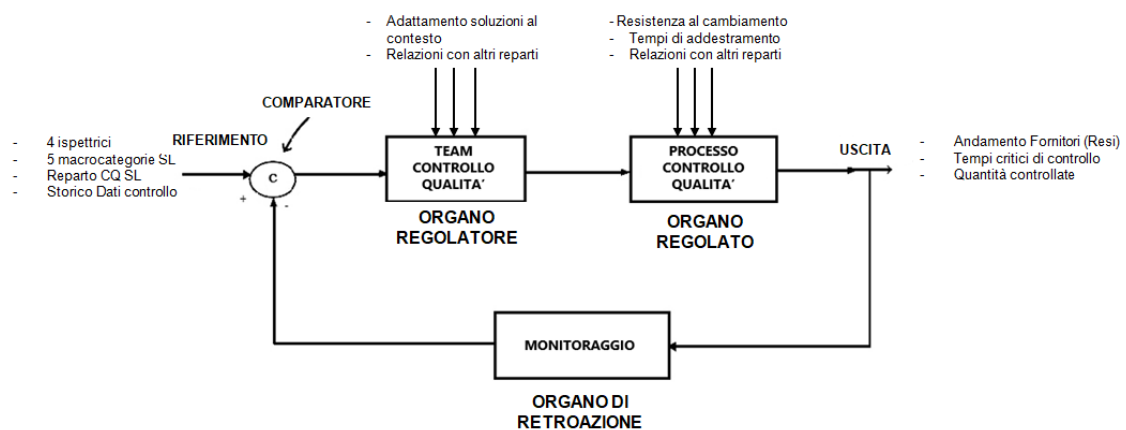 - Adattamento soluzioni al
contesto
- Relazioni con altri reparti
- Resistenza al cambiamento
- Tempi di addestramento
- Relazioni con altri reparti
COMPARATORE
- 4 ispettrici
- 5 macrocategorie SL
- Reparto CQ SL
- Storico Dati controllo
RIFERIMENTO
C
+
-
TEAM
CONTROLLO
QUALITA’
ORGANO
REGOLATORE
PROCESSO
CONTROLLO
QUALITA’
ORGANO
REGOLATO
USCITA
- Andamento Fornitori (Resi)
- Tempi critici di controllo
- Quantità controllate
MONITORAGGIO
ORGANO DI
RETROAZIONE